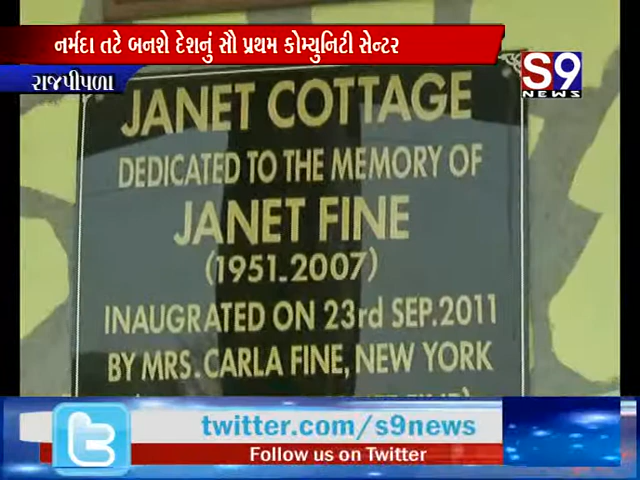 નર્મદા તટે બનશે દેશનું સૌ પ્રથમ કોમ્યુનિટી સેન્ટર
રાજપીપળા
S9
NEWS
JANET COTTAGE
DEDICATED TO THE MEMORY OF
JANET FINE
(1951-2007)
INAUGRATED ON 23rd SEP.2011
BY MRS. CARLA FINE, NEW YORK
twitter.com/s9news
Follow us on Twitter